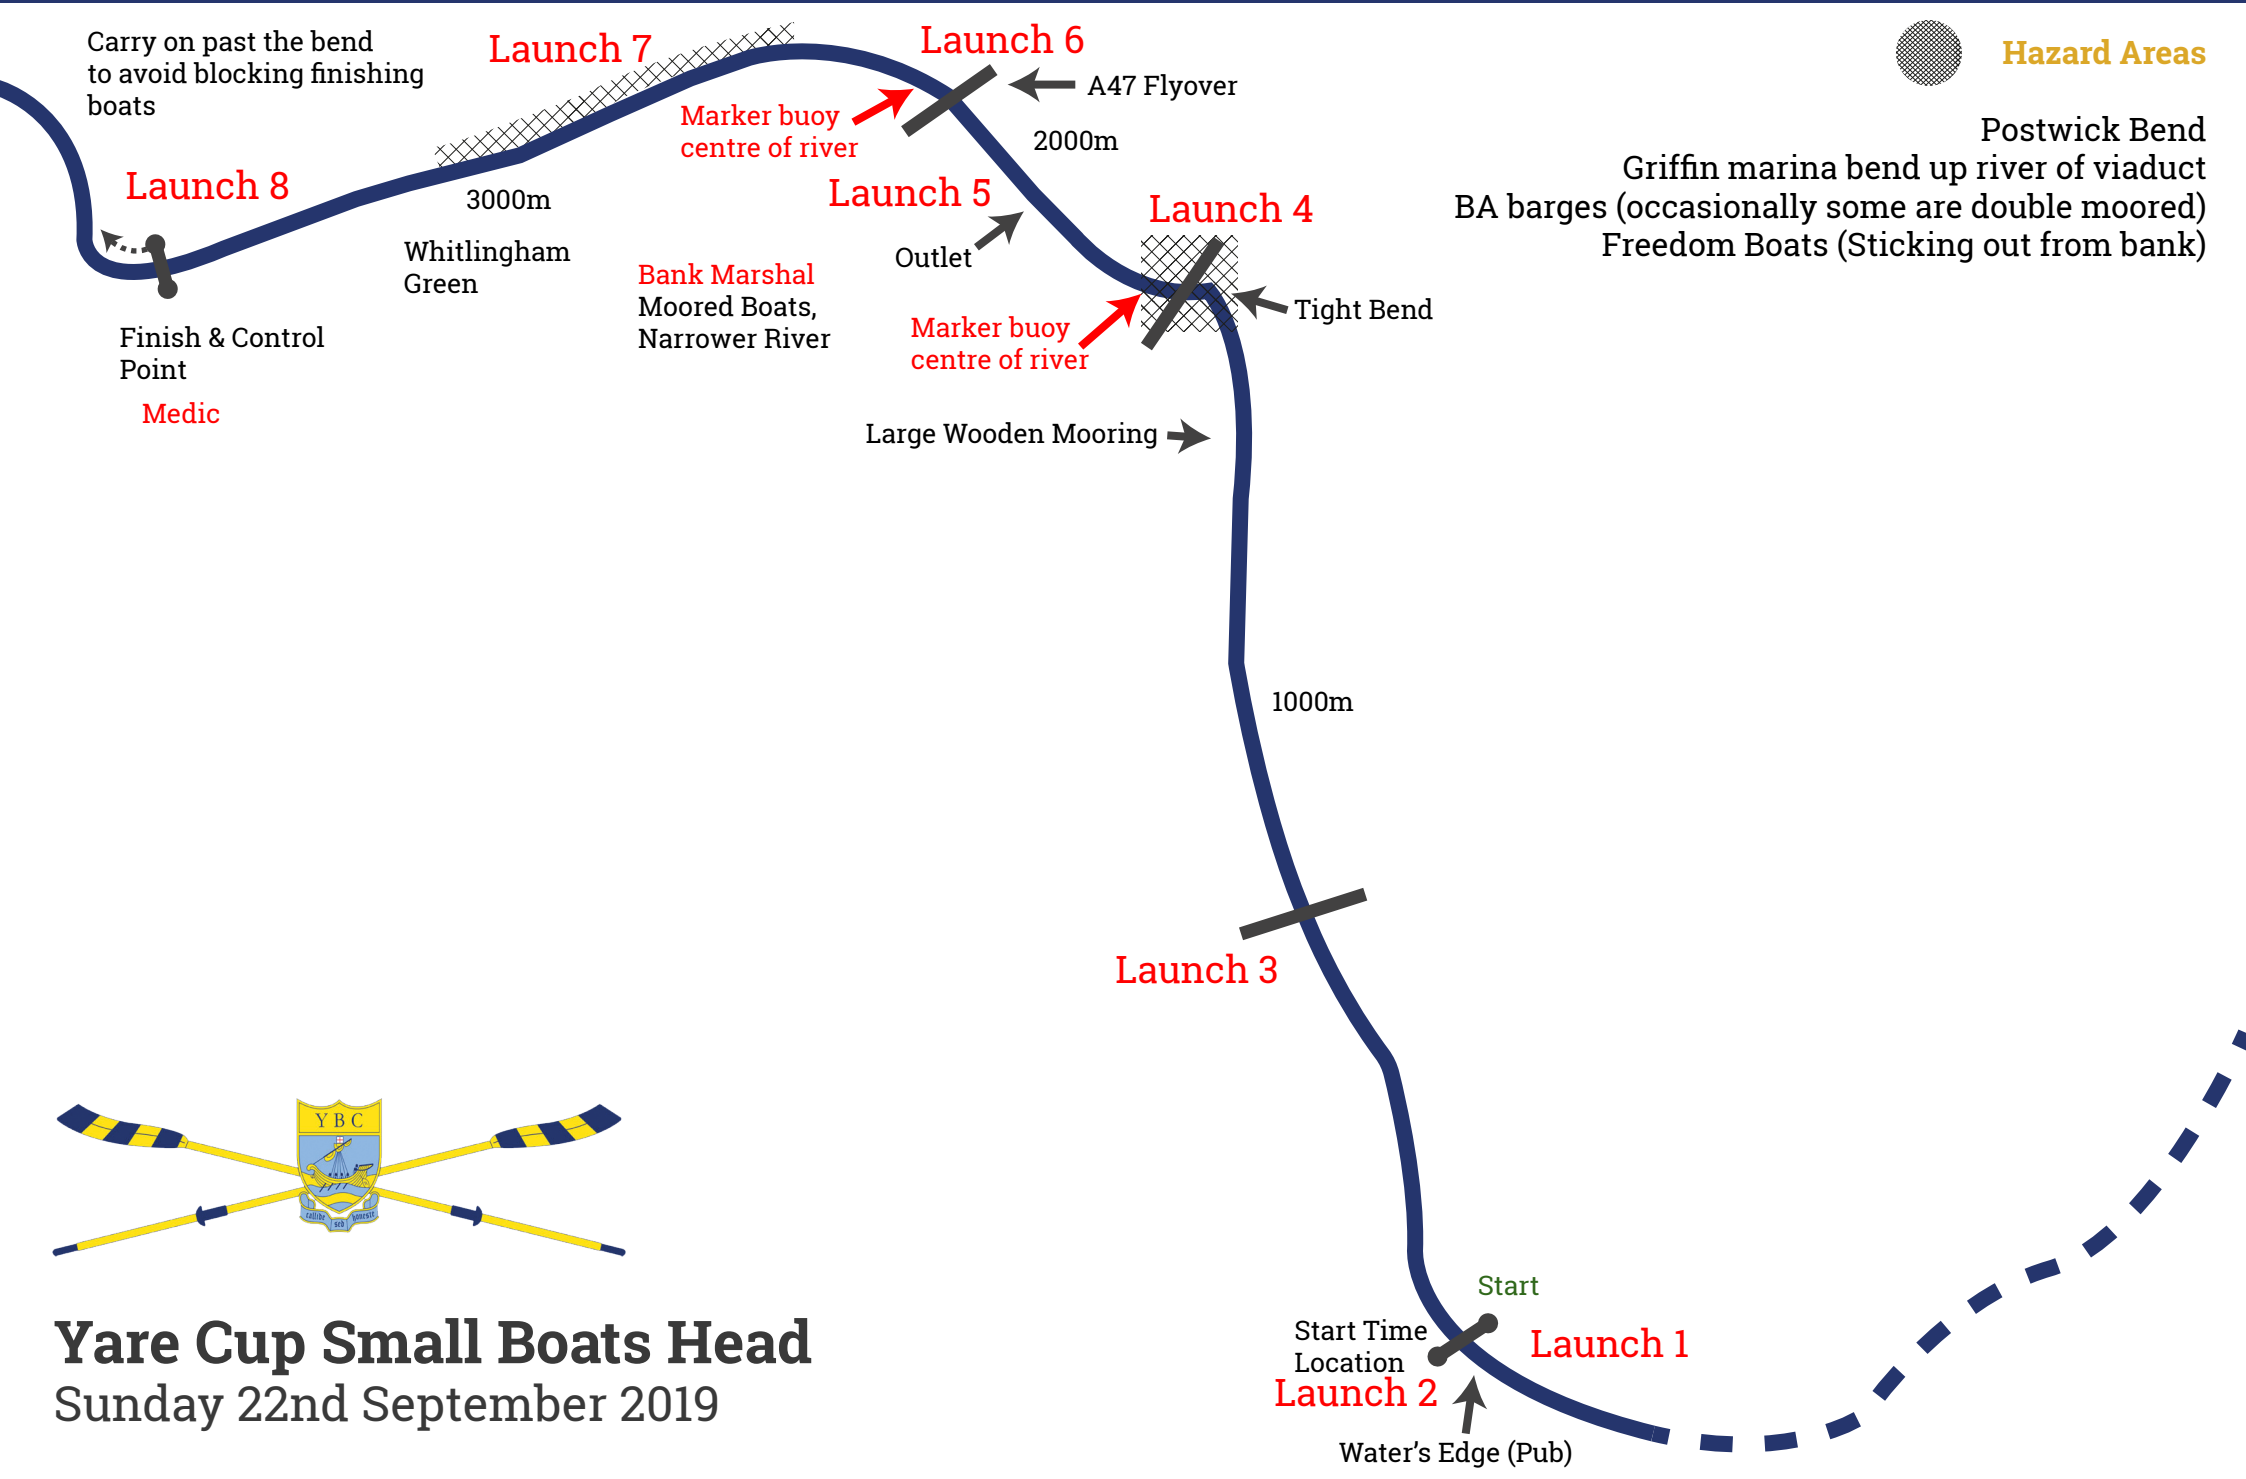 Carry on past the bend
to avoid blocking finishing
boats
Launch 7
Launch 6
Hazard Areas
A47 Flyover
Marker buoy
centre of river
2000m
Postwick Bend
Griffin marina bend up river of viaduct
BA barges (occasionally some are double moored)
Freedom Boats (Sticking out from bank)
Launch 8
3000m
Launch 5
Launch 4
Whitlingham
Green
Outlet
Bank Marshal
Moored Boats,
Narrower River
Tight Bend
Marker buoy
centre of river
Finish & Control
Point
Medic
Large Wooden Mooring
1000m
Launch 3
YBC
callide sed honeste
Start
Start Time
Location
Launch 1
Launch 2
Water's Edge (Pub)
Yare Cup Small Boats Head
Sunday 22nd September 2019